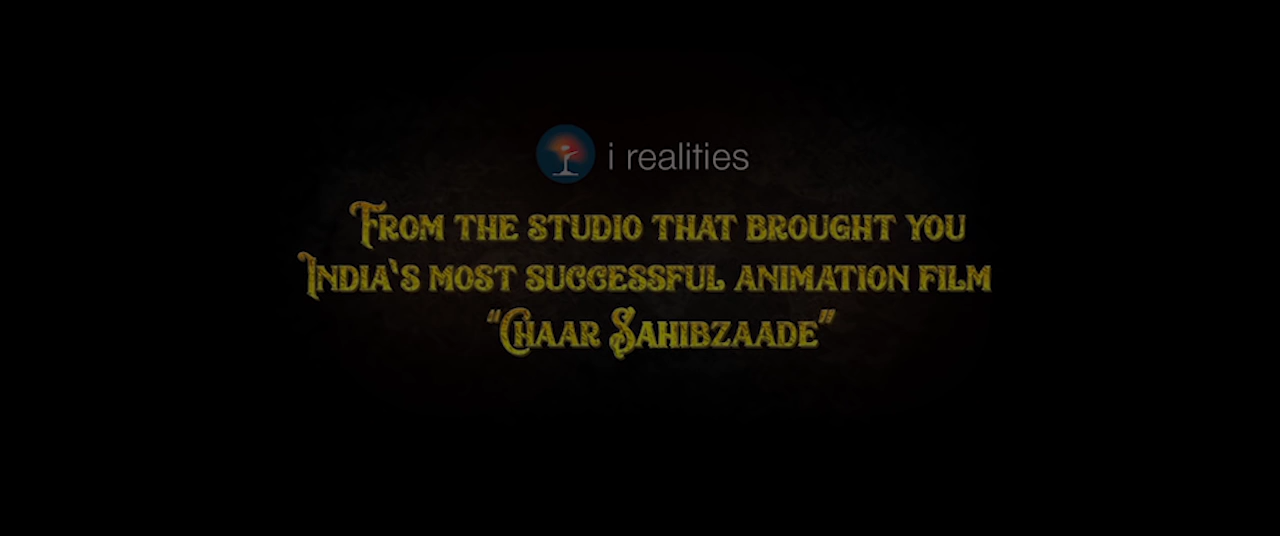 i realities
From the studio that brought you
India's most successful animation film
“Chaar Sahibzaade”